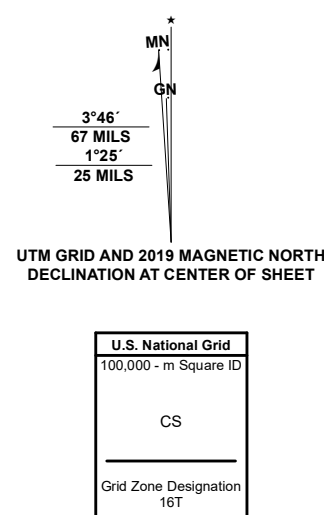 MN
GN
3°46´
67 MILS
1°25´
25 MILS
UTM GRID AND 2019 MAGNETIC NORTH
DECLINATION AT CENTER OF SHEET
U.S. National Grid
100,000 - m Square ID
CS
Grid Zone Designation
16T